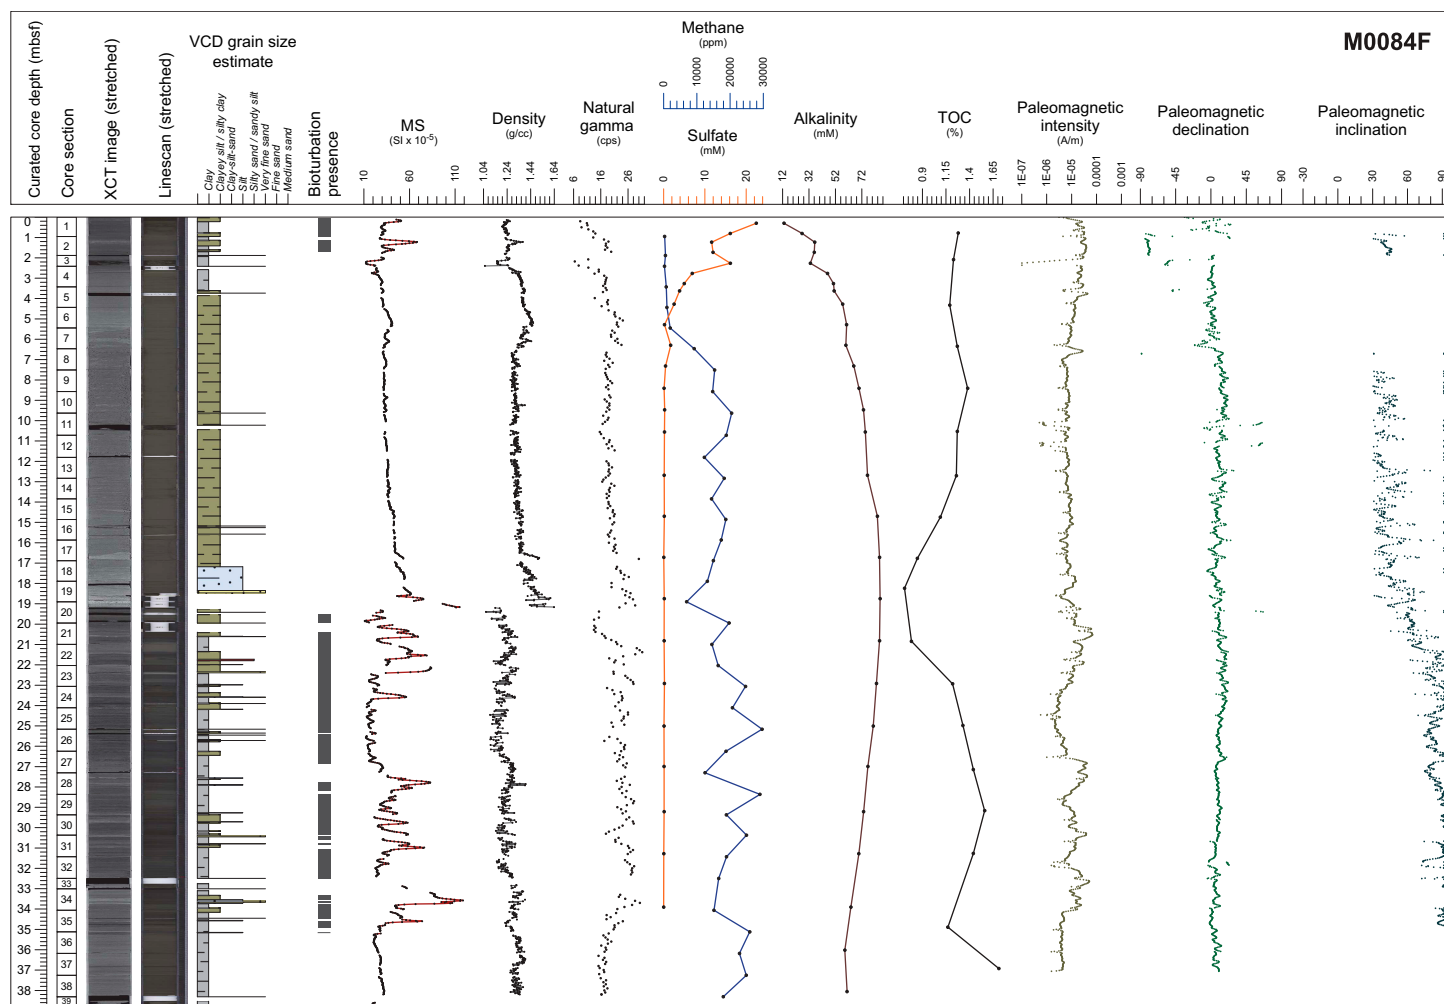 M0084F
Curated core depth (mbsf)
Core section
XCT image (stretched)
Linescan (stretched)
VCD grain size
estimate
Clay
Clayey silt / silty clay
Clay-silt-sand
Silt
Silty sand / sandy silt
Very fine sand
Fine sand
Medium sand
Bioturbation
presence
MS
(SI x 10-5)
10 60 110
Density
(g/cc)
1.04 1.24 1.44 1.64
Natural
gamma
(cps)
6 16 26
Methane
(ppm)
0 10000 20000 30000
Sulfate
(mM)
0 10 20
Alkalinity
(mM)
12 32 52 72
TOC
(%)
0.9 1.15 1.4 1.65
Paleomagnetic
intensity
(A/m)
1E-07 1E-06 1E-05 0.0001 0.001
Paleomagnetic
declination
-90 -45 0 45 90
Paleomagnetic
inclination
-30 0 30 60 90
0
1
2
3
4
5
6
7
8
9
10
11
12
13
14
15
16
17
18
19
20
21
22
23
24
25
26
27
28
29
30
31
32
33
34
35
36
37
38
1
2
3
4
5
6
7
8
9
10
11
12
13
14
15
16
17
18
19
20
21
22
23
24
25
26
27
28
29
30
31
32
33
34
35
36
37
38
39